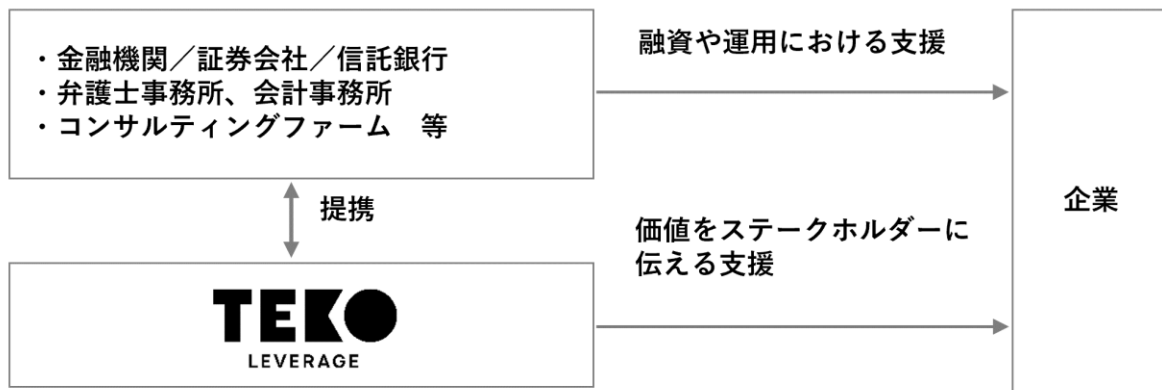 ・金融機関／証券会社／信託銀行
・弁護士事務所、会計事務所
・コンサルティングファーム　等
融資や運用における支援
提携
価値をステークホルダーに
伝える支援
企業
TEKO
LEVERAGE